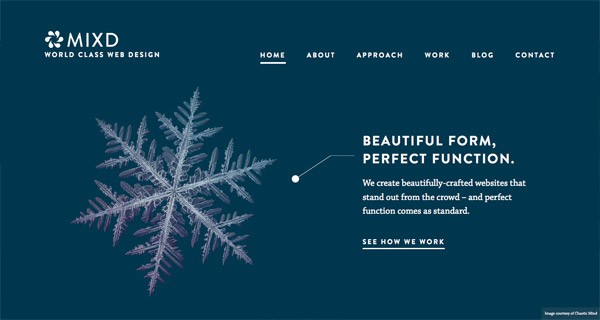 MIXD
WORLD CLASS WEB DESIGN
HOME ABOUT APPROACH WORK BLOG CONTACT
BEAUTIFUL FORM,
PERFECT FUNCTION.
We create beautifully-crafted websites that
stand out from the crowd – and perfect
function comes as standard.
SEE HOW WE WORK
Image courtesy of Chaotic Mind